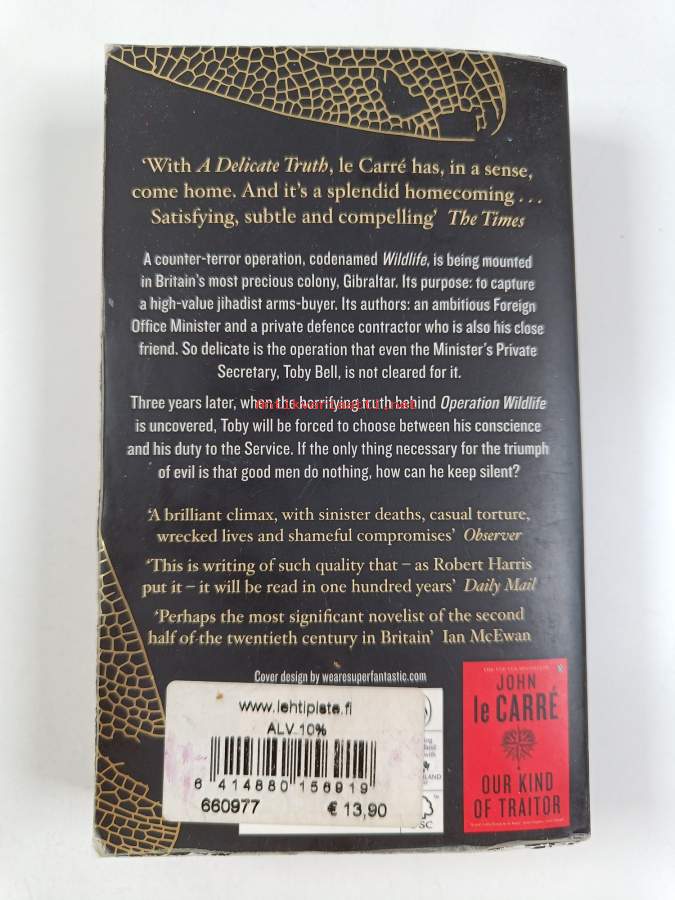 ‘With A Delicate Truth, le Carré has, in a sense,
come home. And it's a splendid homecoming . . .
Satisfying, subtle and compelling’ The Times
A counter-terror operation, codenamed Wildlife, is being mounted
in Britain's most precious colony, Gibraltar. Its purpose: to capture
a high-value jihadist arms-buyer. Its authors: an ambitious Foreign
Office Minister and a private defence contractor who is also his close
friend. So delicate is the operation that even the Minister's Private
Secretary, Toby Bell, is not cleared for it.
Three years later, when the horrifying truth behind Operation Wildlife
is uncovered, Toby will be forced to choose between his conscience
and his duty to the Service. If the only thing necessary for the triumph
of evil is that good men do nothing, how can he keep silent?
‘A brilliant climax, with sinister deaths, casual torture,
wrecked lives and shameful compromises’ Observer
‘This is writing of such quality that – as Robert Harris
put it – it will be read in one hundred years’ Daily Mail
‘Perhaps the most significant novelist of the second
half of the twentieth century in Britain’ Ian McEwan
Cover design by wearesuperfantastic.com
www.lehtipiste.fi
ALV 10%
6 414880 156919
660977 € 13,90
JOHN
le CARRÉ
OUR KIND
OF TRAITOR